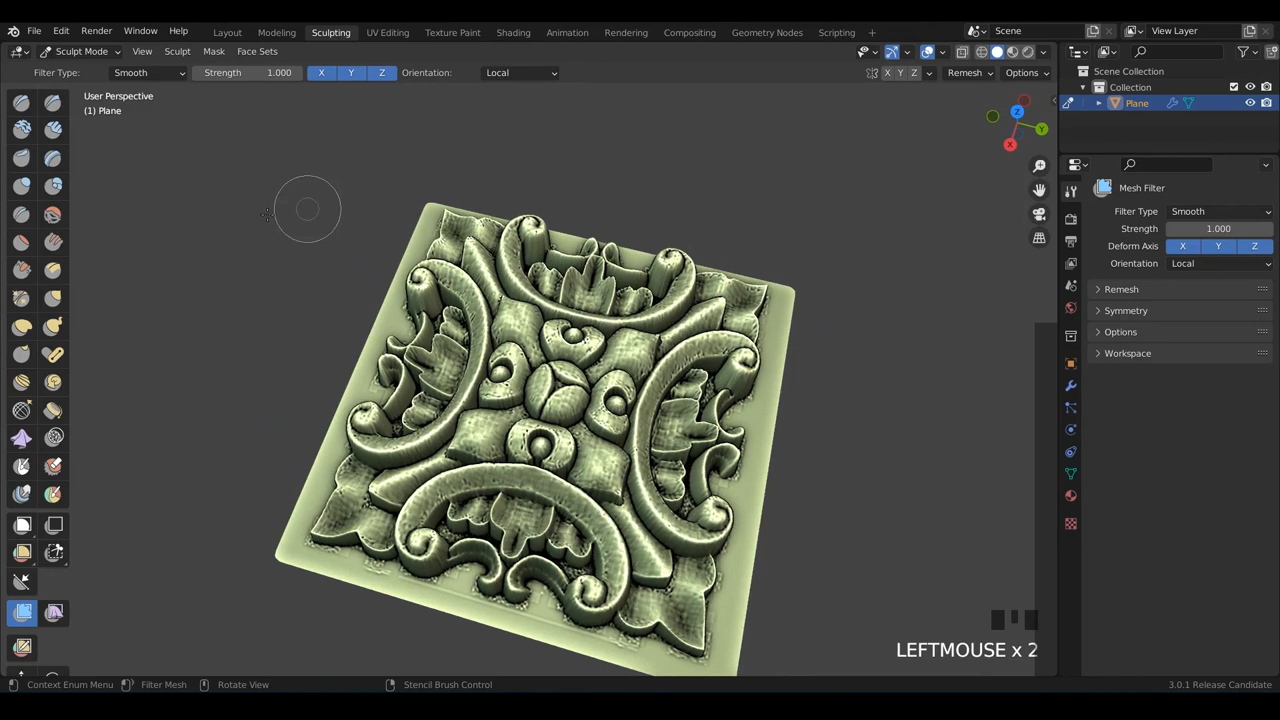 File Edit Render Window Help Layout Modeling Sculpting UV Editing Texture Paint Shading Animation Rendering Compositing Geometry Nodes Scripting Scene View Layer
Sculpt Mode View Sculpt Mask Face Sets
Filter Type: Smooth Strength 1.000 X Y Z Orientation: Local X Y Z Remesh Options
User Perspective
(1) Plane
Z
Y
X
Scene Collection
Collection
Plane
Mesh Filter
Filter Type Smooth
Strength 1.000
Deform Axis X Y Z
Orientation Local
Remesh
Symmetry
Options
Workspace
LEFTMOUSE x 2
Context Enum Menu Filter Mesh Rotate View Stencil Brush Control 3.0.1 Release Candidate